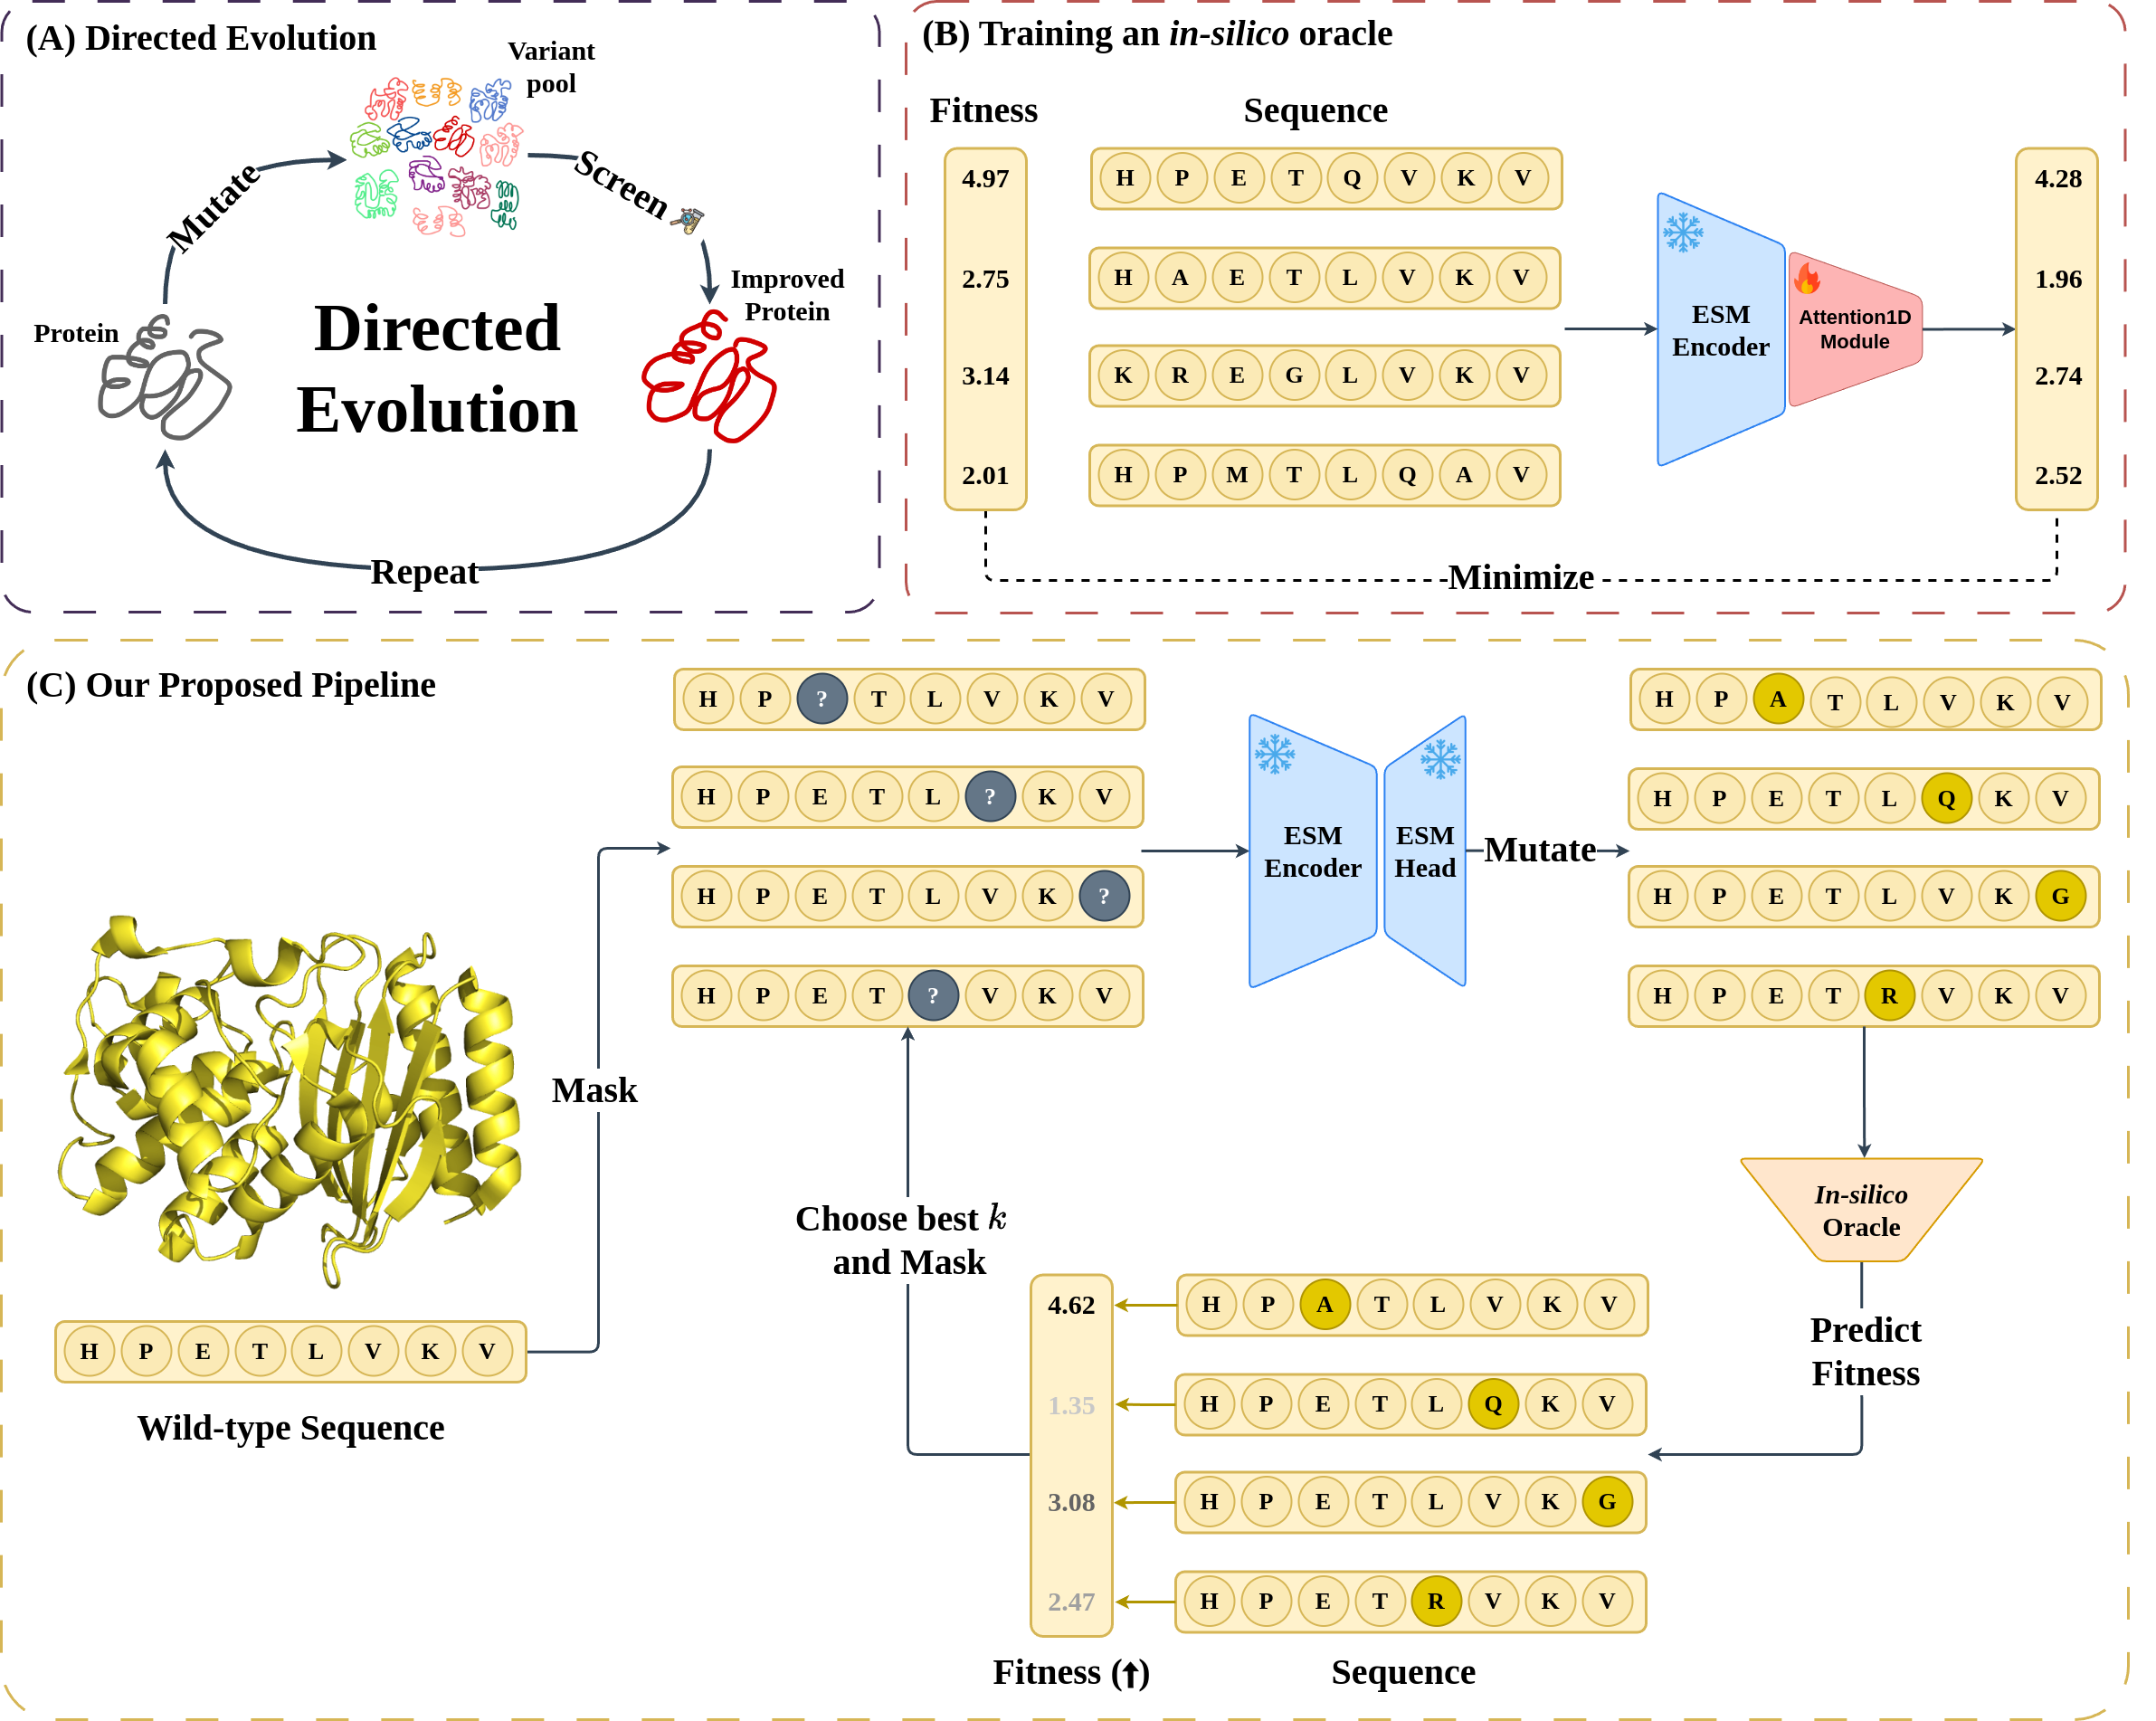 (A) Directed Evolution
Variant
pool
Mutate
Screen
Protein
Improved
Protein
Directed
Evolution
Repeat
(B) Training an in-silico oracle
Fitness
Sequence
4.97
H P E T Q V K V
4.28
2.75
H A E T L V K V
1.96
3.14
K R E G L V K V
2.74
2.01
H P M T L Q A V
2.52
ESM
Encoder
Attention1D
Module
Minimize
(C) Our Proposed Pipeline
H P ? T L V K V
H P E T L ? K V
H P E T L V K ?
H P E T ? V K V
ESM
Encoder
ESM
Head
Mutate
H P A T L V K V
H P E T L Q K V
H P E T L V K G
H P E T R V K V
Mask
In-silico
Oracle
Choose best k
and Mask
Predict
Fitness
H P E T L V K V
Wild-type Sequence
4.62
H P A T L V K V
1.35
H P E T L Q K V
3.08
H P E T L V K G
2.47
H P E T R V K V
Fitness (⬆)
Sequence